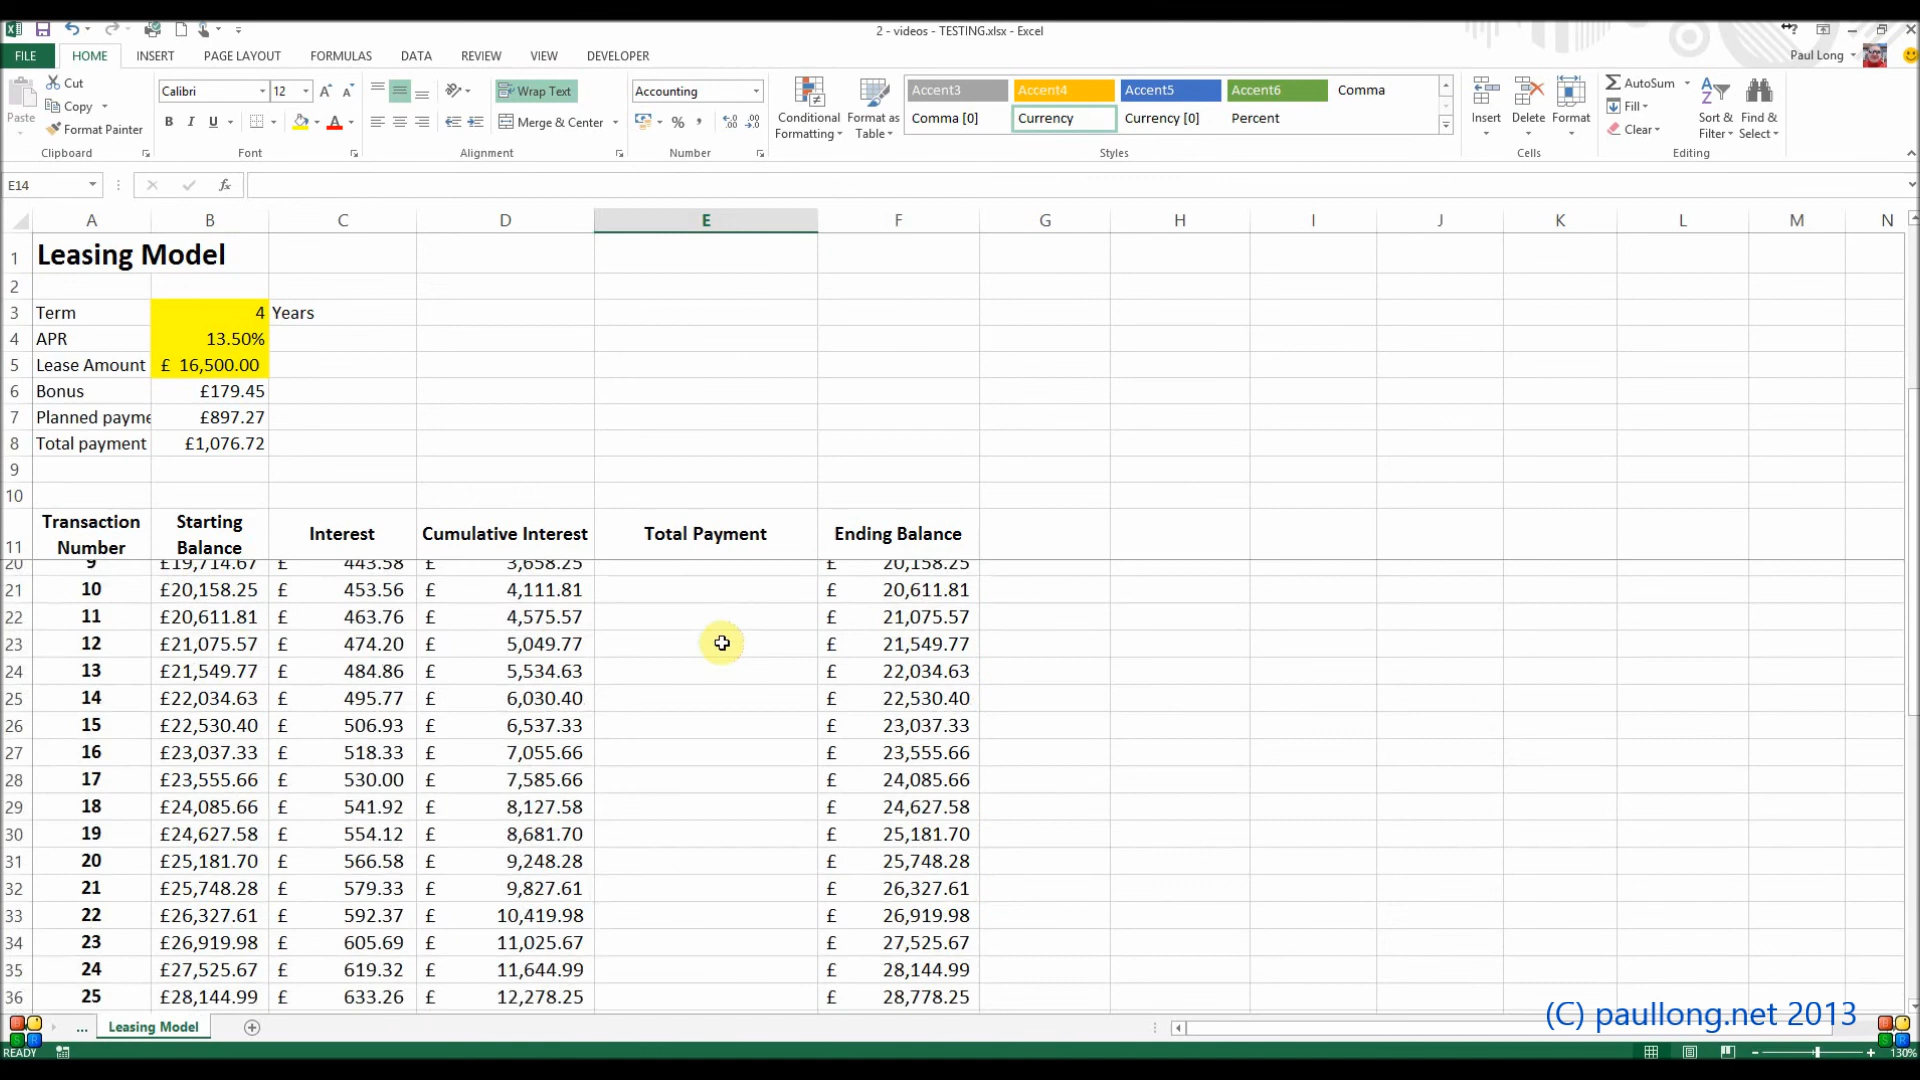 2 - videos - TESTING.xlsx - Excel
FILE HOME INSERT PAGE LAYOUT FORMULAS DATA REVIEW VIEW DEVELOPER Paul Long
Paste Cut Copy Format Painter Clipboard
Calibri 12 B I U Font
Wrap Text Merge & Center Alignment
Accounting % Number
Conditional Formatting Format as Table
Accent3 Accent4 Accent5 Accent6 Comma
Comma [0] Currency Currency [0] Percent
Styles
Insert Delete Format Cells
AutoSum Fill Clear Sort & Filter Find & Select Editing
E14 fx
A B C D E F G H I J K L M N
1 Leasing Model
2
3 Term 4 Years
4 APR 13.50%
5 Lease Amount £ 16,500.00
6 Bonus £179.45
7 Planned payme £897.27
8 Total payment £1,076.72
9
10
11 Transaction Number Starting Balance Interest Cumulative Interest Total Payment Ending Balance
20 9 £19,714.67 £ 443.58 £ 3,658.25 £ 20,158.25
21 10 £20,158.25 £ 453.56 £ 4,111.81 £ 20,611.81
22 11 £20,611.81 £ 463.76 £ 4,575.57 £ 21,075.57
23 12 £21,075.57 £ 474.20 £ 5,049.77 £ 21,549.77
24 13 £21,549.77 £ 484.86 £ 5,534.63 £ 22,034.63
25 14 £22,034.63 £ 495.77 £ 6,030.40 £ 22,530.40
26 15 £22,530.40 £ 506.93 £ 6,537.33 £ 23,037.33
27 16 £23,037.33 £ 518.33 £ 7,055.66 £ 23,555.66
28 17 £23,555.66 £ 530.00 £ 7,585.66 £ 24,085.66
29 18 £24,085.66 £ 541.92 £ 8,127.58 £ 24,627.58
30 19 £24,627.58 £ 554.12 £ 8,681.70 £ 25,181.70
31 20 £25,181.70 £ 566.58 £ 9,248.28 £ 25,748.28
32 21 £25,748.28 £ 579.33 £ 9,827.61 £ 26,327.61
33 22 £26,327.61 £ 592.37 £ 10,419.98 £ 26,919.98
34 23 £26,919.98 £ 605.69 £ 11,025.67 £ 27,525.67
35 24 £27,525.67 £ 619.32 £ 11,644.99 £ 28,144.99
36 25 £28,144.99 £ 633.26 £ 12,278.25 £ 28,778.25
(C) paullong.net 2013
... Leasing Model
READY 130%